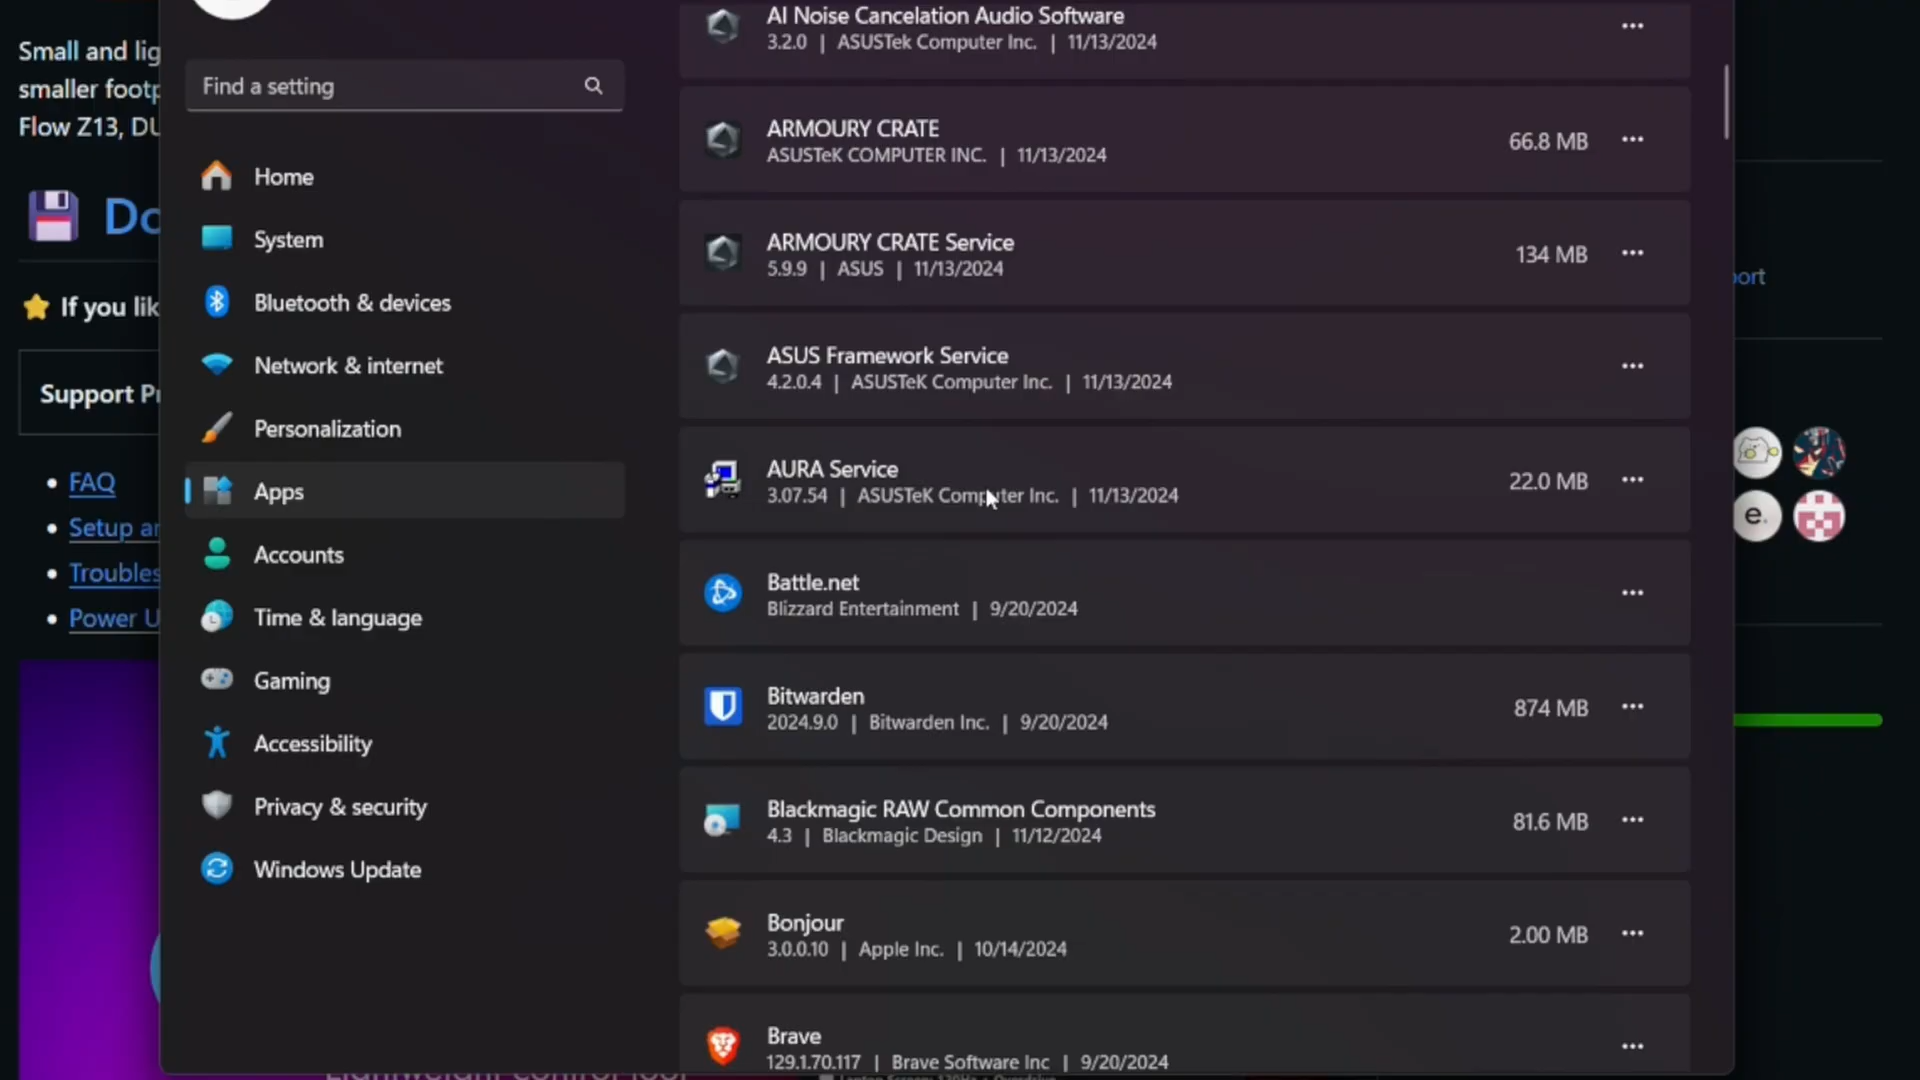 Small and lig
smaller footp
Flow Z13, DU
Do
If you lik
Support Pr
FAQ
Setup an
Troubles
Power U
Find a setting
Home
System
Bluetooth & devices
Network & internet
Personalization
Apps
Accounts
Time & language
Gaming
Accessibility
Privacy & security
Windows Update
AI Noise Cancelation Audio Software
3.2.0 | ASUSTek Computer Inc. | 11/13/2024
ARMOURY CRATE
ASUSTeK COMPUTER INC. | 11/13/2024
66.8 MB
ARMOURY CRATE Service
5.9.9 | ASUS | 11/13/2024
134 MB
ASUS Framework Service
4.2.0.4 | ASUSTeK Computer Inc. | 11/13/2024
AURA Service
3.07.54 | ASUSTeK Computer Inc. | 11/13/2024
22.0 MB
Battle.net
Blizzard Entertainment | 9/20/2024
Bitwarden
2024.9.0 | Bitwarden Inc. | 9/20/2024
874 MB
Blackmagic RAW Common Components
4.3 | Blackmagic Design | 11/12/2024
81.6 MB
Bonjour
3.0.0.10 | Apple Inc. | 10/14/2024
2.00 MB
Brave
129.1.70.117 | Brave Software Inc | 9/20/2024
port
e.